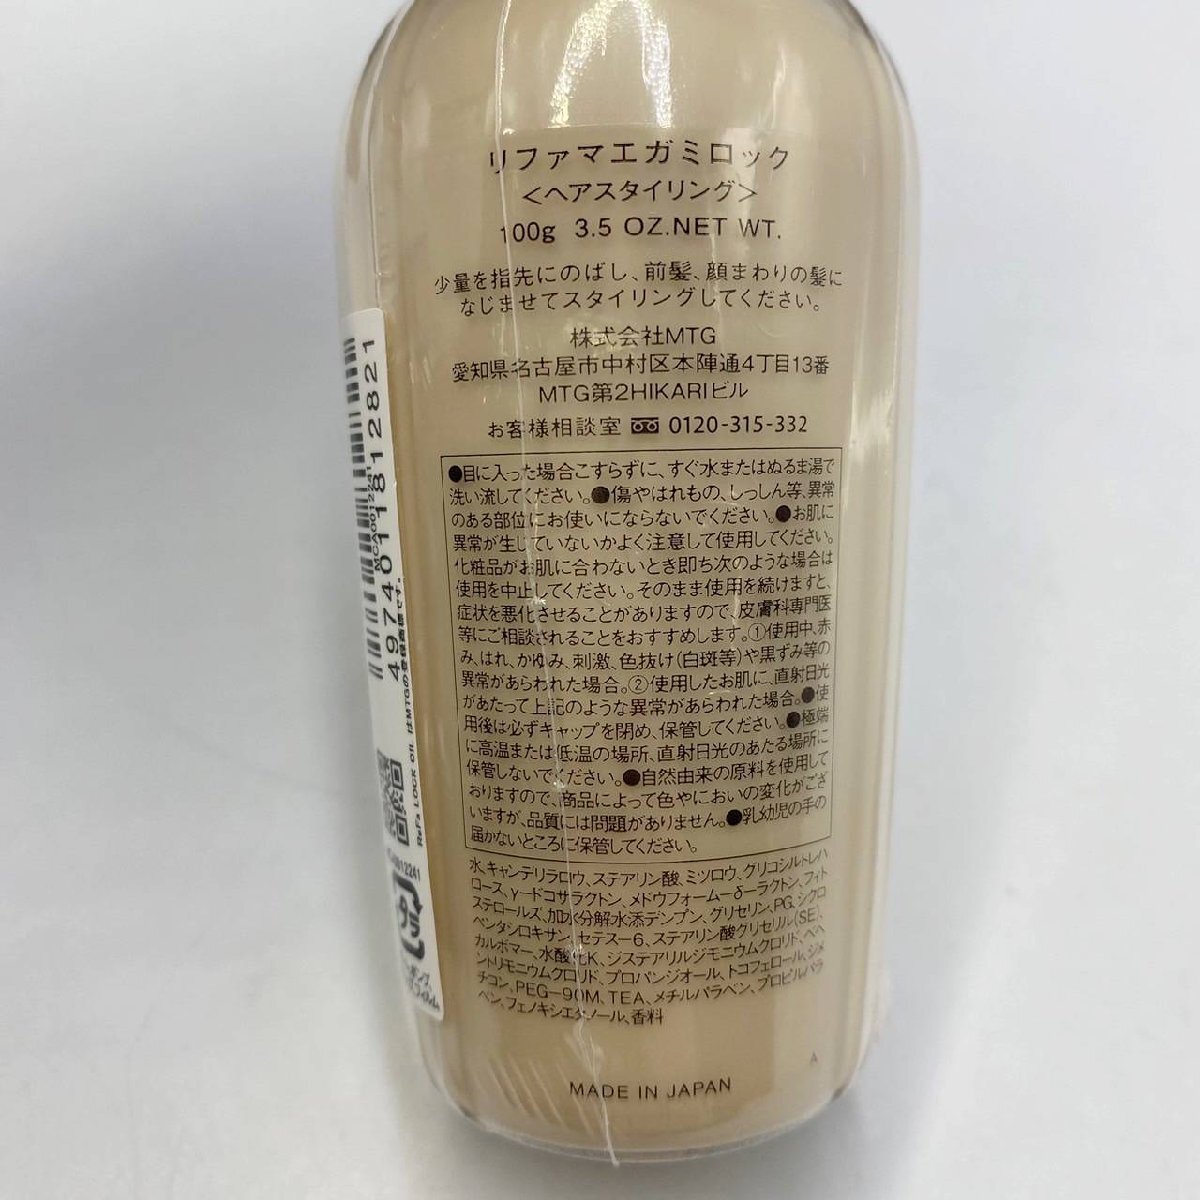 リファマエガミロック
<ヘアスタイリング>
100g 3.5 OZ.NET WT.
少量を指先にのばし、前髪、顔まわりの髪に
なじませてスタイリングしてください。
株式会社MTG
愛知県名古屋市中村区本陣通4丁目13番
MTG第2HIKARIビル
お客様相談室 0120-315-332
●目に入った場合こすらずに、すぐ水またはぬるま湯で
洗い流してください。●傷やはれもの、しっしん等、異常
のある部位にお使いにならないでください。●お肌に
異常が生じていないかよく注意して使用してください。
化粧品がお肌に合わないとき即ち次のような場合は
使用を中止してください。そのまま使用を続けますと、
症状を悪化させることがありますので、皮膚科専門医
等にご相談されることをおすすめします。①使用中、赤
み、はれ、かゆみ、刺激、色抜け(白斑等)や黒ずみ等の
異常があらわれた場合。②使用したお肌に、直射日光
があたって上記のような異常があらわれた場合。●使
用後は必ずキャップを閉め、保管してください。●極端
に高温または低温の場所、直射日光のあたる場所に
保管しないでください。●自然由来の原料を使用して
おりますので、商品によって色やにおいの変化がござ
いますが、品質には問題がありません。●乳幼児の手の
届かないところに保管してください。
水、キャンデリラロウ、ステアリン酸、ミツロウ、グリコシルトレハ
ロース、γ-ドコサラクトン、メドウフォーム-δ-ラクトン、フィト
ステロールズ、加水分解水添デンプン、グリセリン、PG、シクロ
ペンタシロキサン、セテス-6、ステアリン酸グリセリル(SE)、
カルボマー、水酸化K、ジステアリルジモニウムクロリド、ベヘ
ントリモニウムクロリド、プロパンジオール、トコフェロール、ジメ
チコン、PEG-90M、TEA、メチルパラベン、プロピルパラ
ベン、フェノキシエタノール、香料
A
MADE IN JAPAN
4974011812821
MCA0012241
の登録商標です。
ReFa LOCK oil
プラ